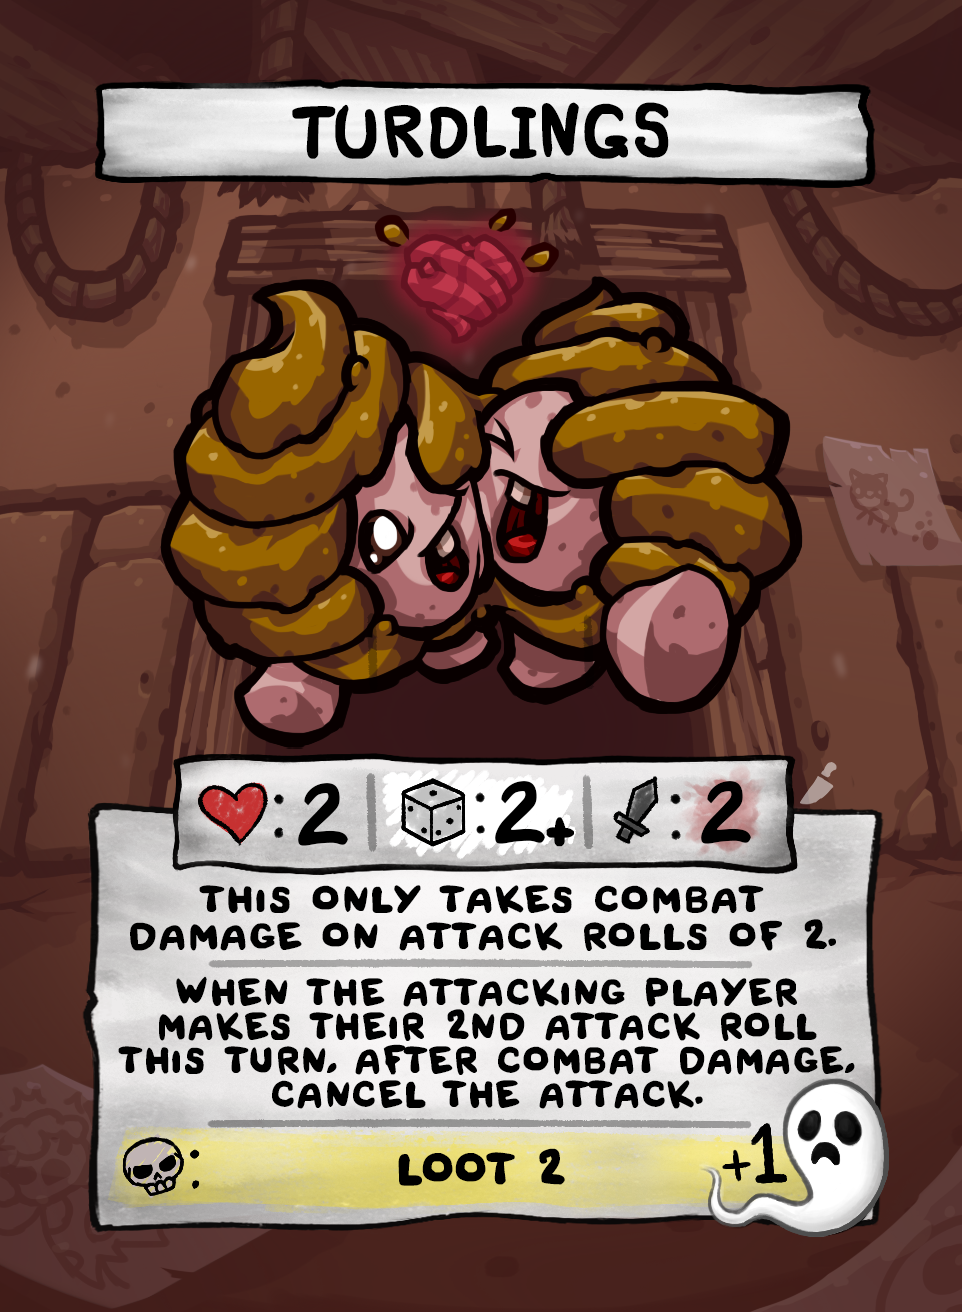 TURDLINGS
: 2 : 2+ : 2
THIS ONLY TAKES COMBAT
DAMAGE ON ATTACK ROLLS OF 2.
WHEN THE ATTACKING PLAYER
MAKES THEIR 2ND ATTACK ROLL
THIS TURN, AFTER COMBAT DAMAGE,
CANCEL THE ATTACK.
: LOOT 2 +1